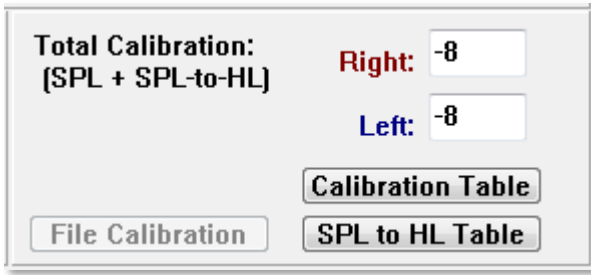 Total Calibration:
(SPL + SPL-to-HL)
Right: -8
Left: -8
Calibration Table
File Calibration
SPL to HL Table